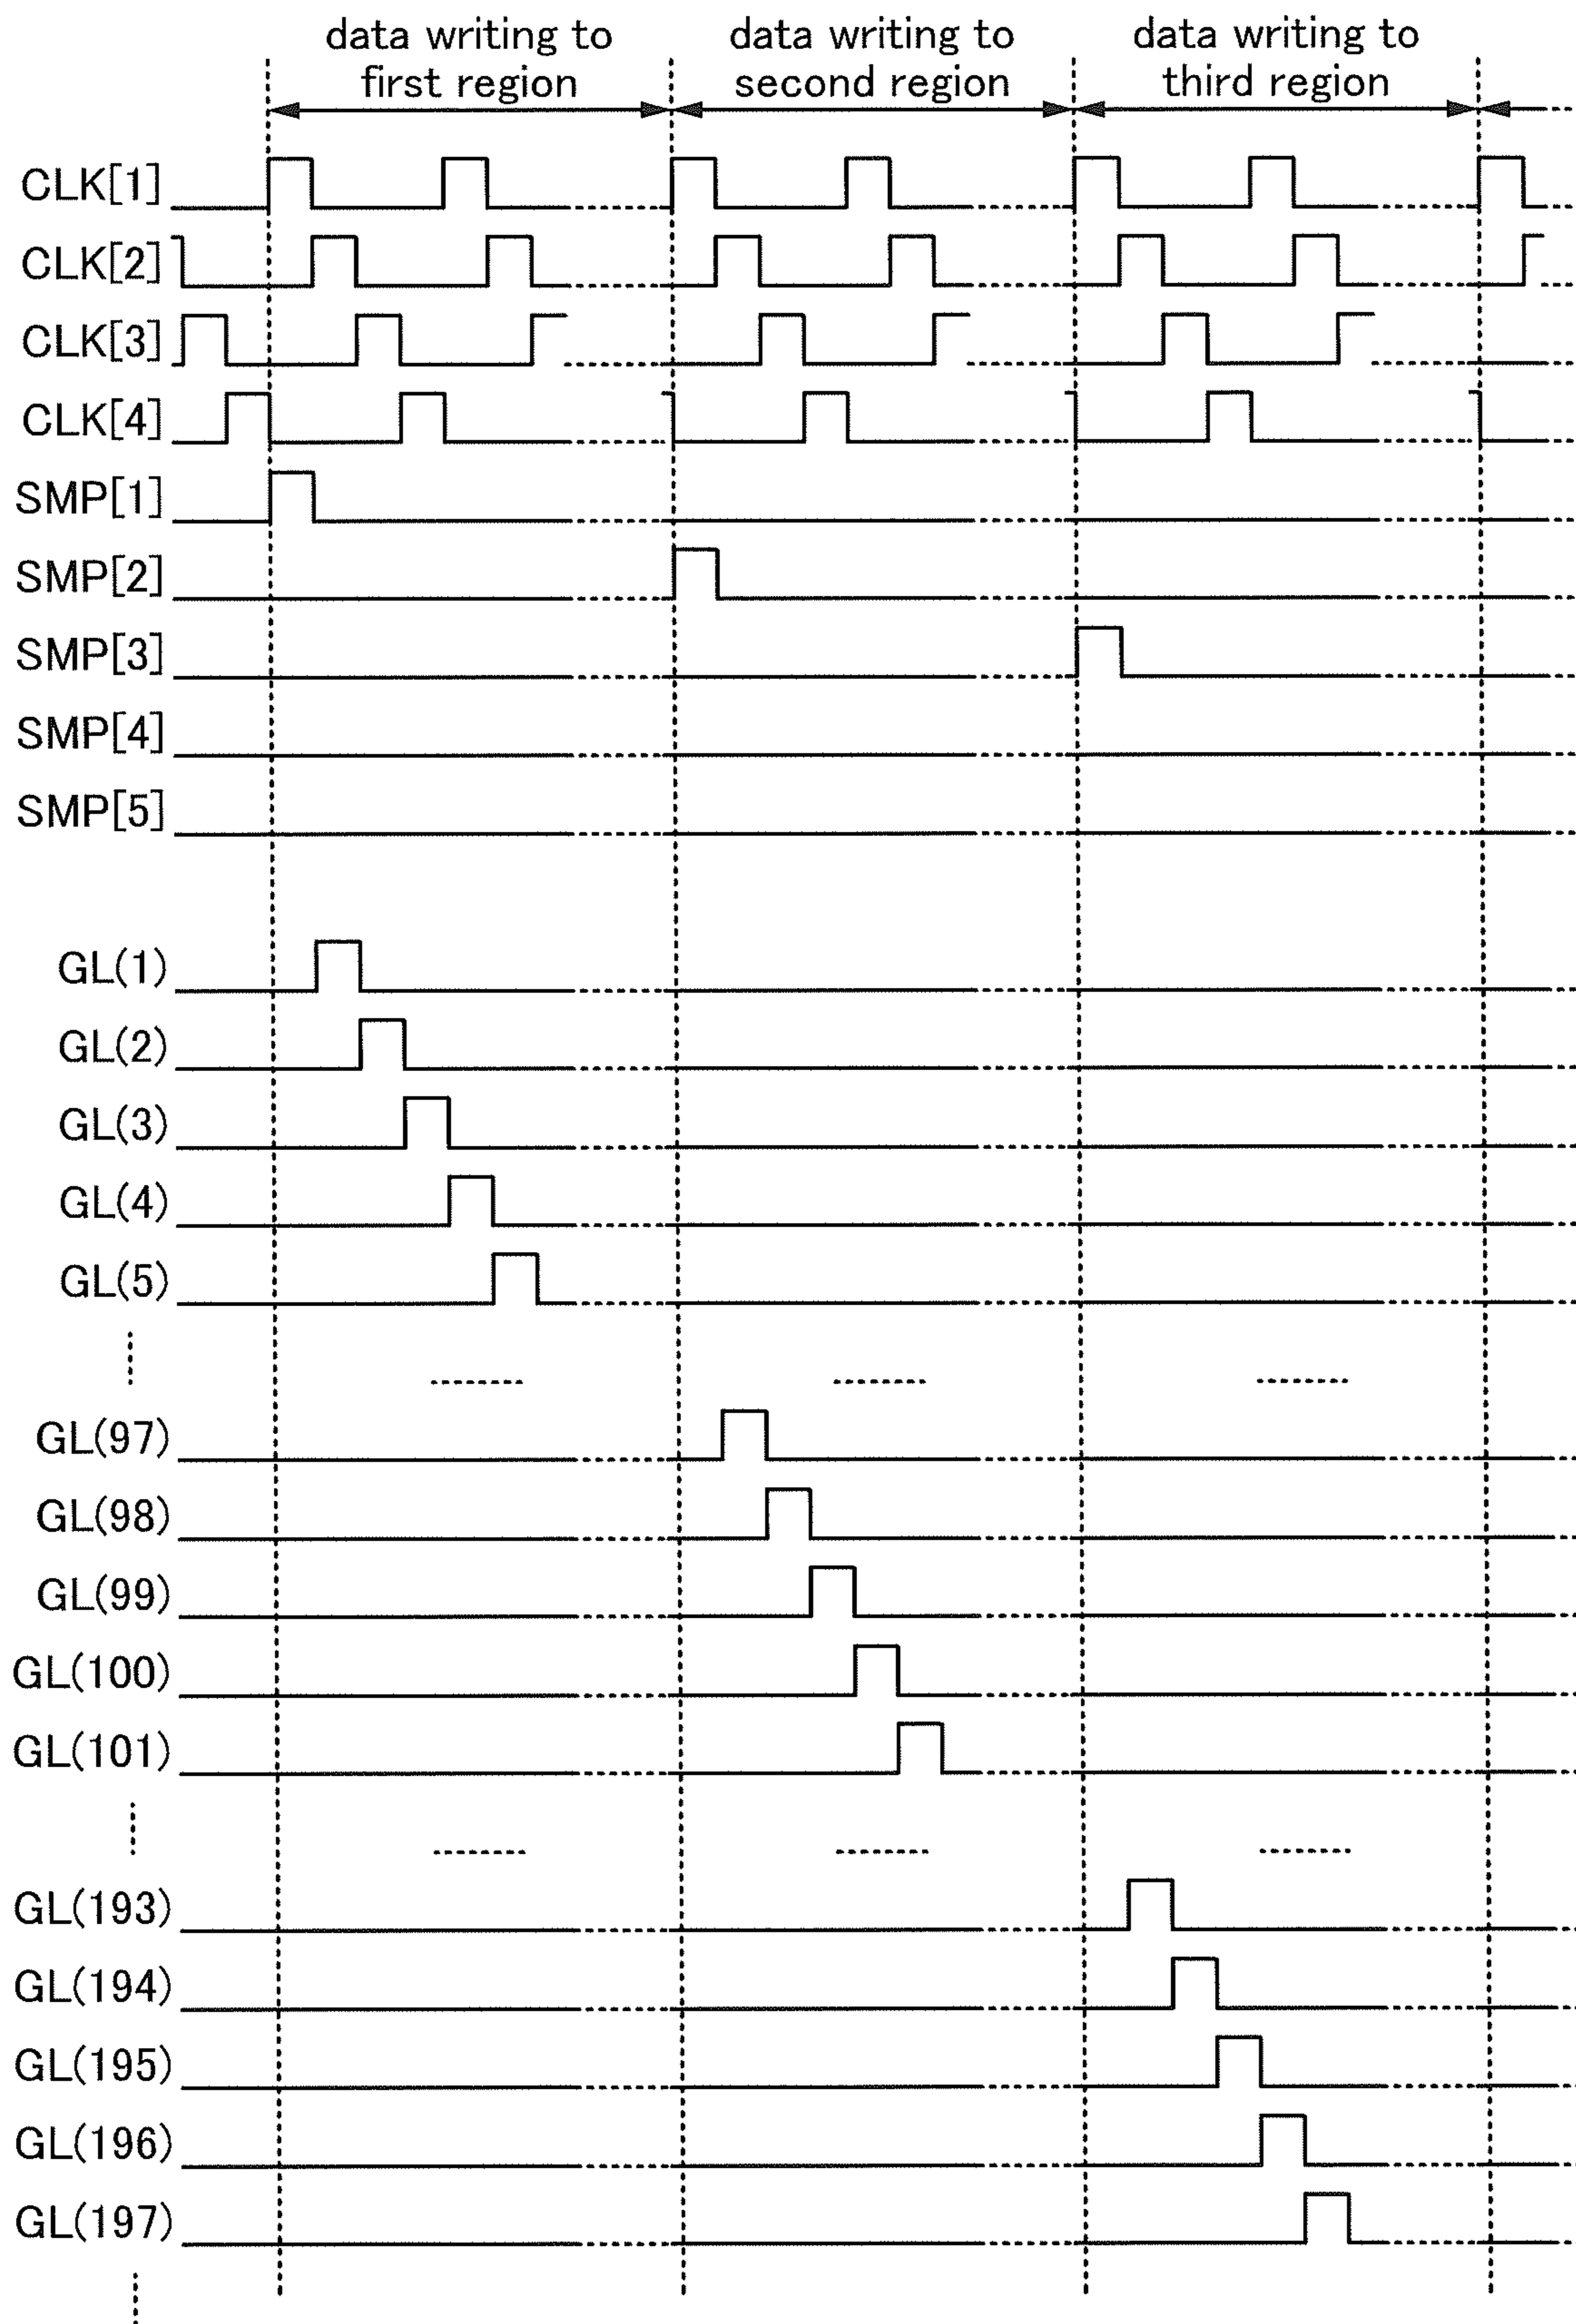 data writing to
first region
data writing to
second region
data writing to
third region
CLK[1]
CLK[2]
CLK[3]
CLK[4]
SMP[1]
SMP[2]
SMP[3]
SMP[4]
SMP[5]
GL(1)
GL(2)
GL(3)
GL(4)
GL(5)
GL(97)
GL(98)
GL(99)
GL(100)
GL(101)
GL(193)
GL(194)
GL(195)
GL(196)
GL(197)